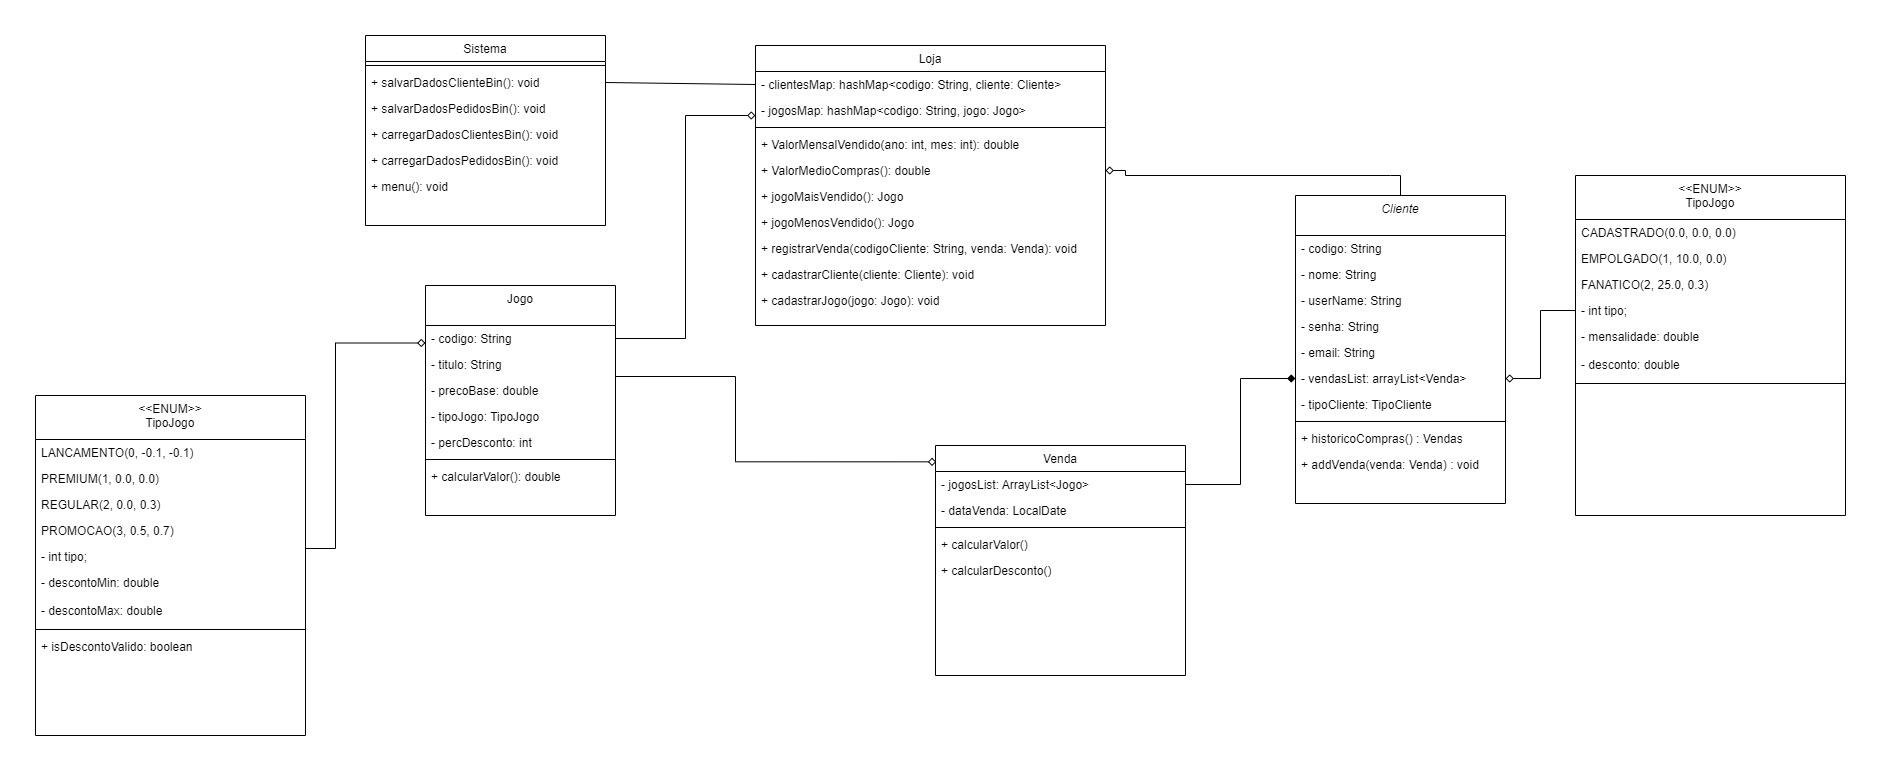 Sistema
+ salvarDadosClienteBin(): void
+ salvarDadosPedidosBin(): void
+ carregarDadosClientesBin(): void
+ carregarDadosPedidosBin(): void
+ menu(): void
Loja
- clientesMap: hashMap<codigo: String, cliente: Cliente>
- jogosMap: hashMap<codigo: String, jogo: Jogo>
+ ValorMensalVendido(ano: int, mes: int): double
+ ValorMedioCompras(): double
+ jogoMaisVendido(): Jogo
+ jogoMenosVendido(): Jogo
+ registrarVenda(codigoCliente: String, venda: Venda): void
+ cadastrarCliente(cliente: Cliente): void
+ cadastrarJogo(jogo: Jogo): void
Cliente
- codigo: String
- nome: String
- userName: String
- senha: String
- email: String
- vendasList: arrayList<Venda>
- tipoCliente: TipoCliente
+ historicoCompras() : Vendas
+ addVenda(venda: Venda) : void
<<ENUM>>
TipoJogo
CADASTRADO(0.0, 0.0, 0.0)
EMPOLGADO(1, 10.0, 0.0)
FANATICO(2, 25.0, 0.3)
- int tipo;
- mensalidade: double
- desconto: double
Jogo
- codigo: String
- titulo: String
- precoBase: double
- tipoJogo: TipoJogo
- percDesconto: int
+ calcularValor(): double
<<ENUM>>
TipoJogo
LANCAMENTO(0, -0.1, -0.1)
PREMIUM(1, 0.0, 0.0)
REGULAR(2, 0.0, 0.3)
PROMOCAO(3, 0.5, 0.7)
- int tipo;
- descontoMin: double
- descontoMax: double
+ isDescontoValido: boolean
Venda
- jogosList: ArrayList<Jogo>
- dataVenda: LocalDate
+ calcularValor()
+ calcularDesconto()